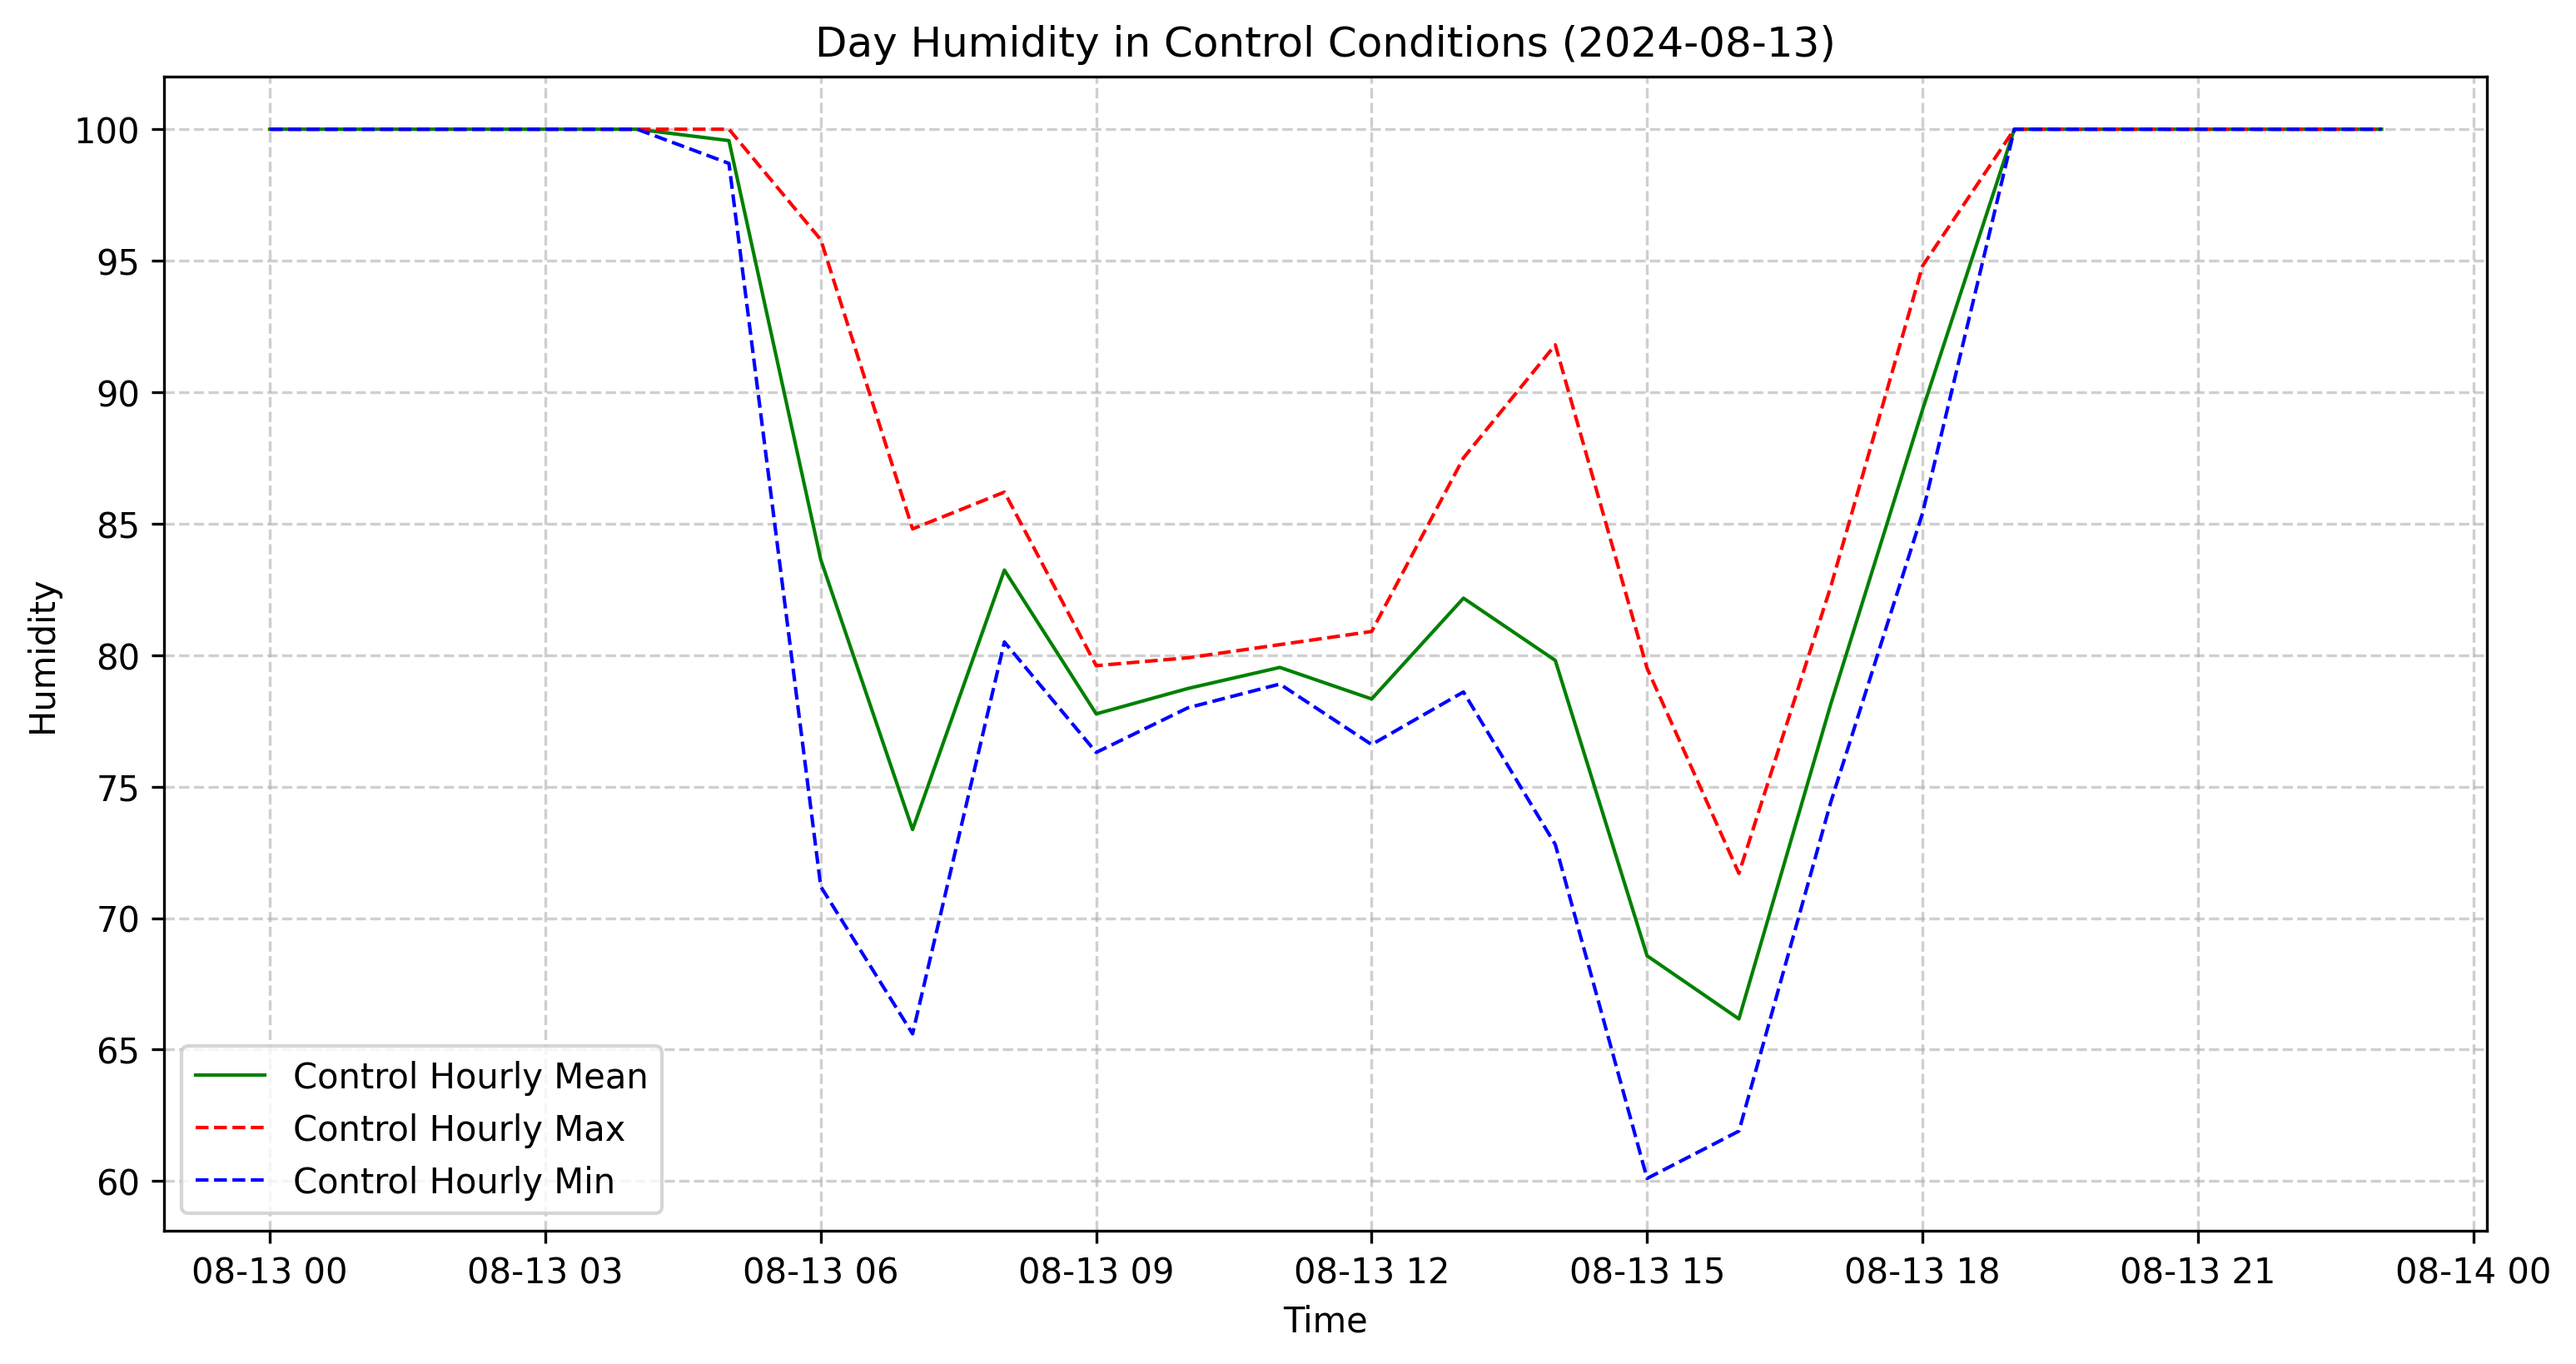 Day Humidity in Control Conditions (2024-08-13)
100
95
90
85
80
75
70
65
60
Humidity
Control Hourly Mean
Control Hourly Max
Control Hourly Min
08-13 00 08-13 03 08-13 06 08-13 09 08-13 12 08-13 15 08-13 18 08-13 21 08-14 00
Time